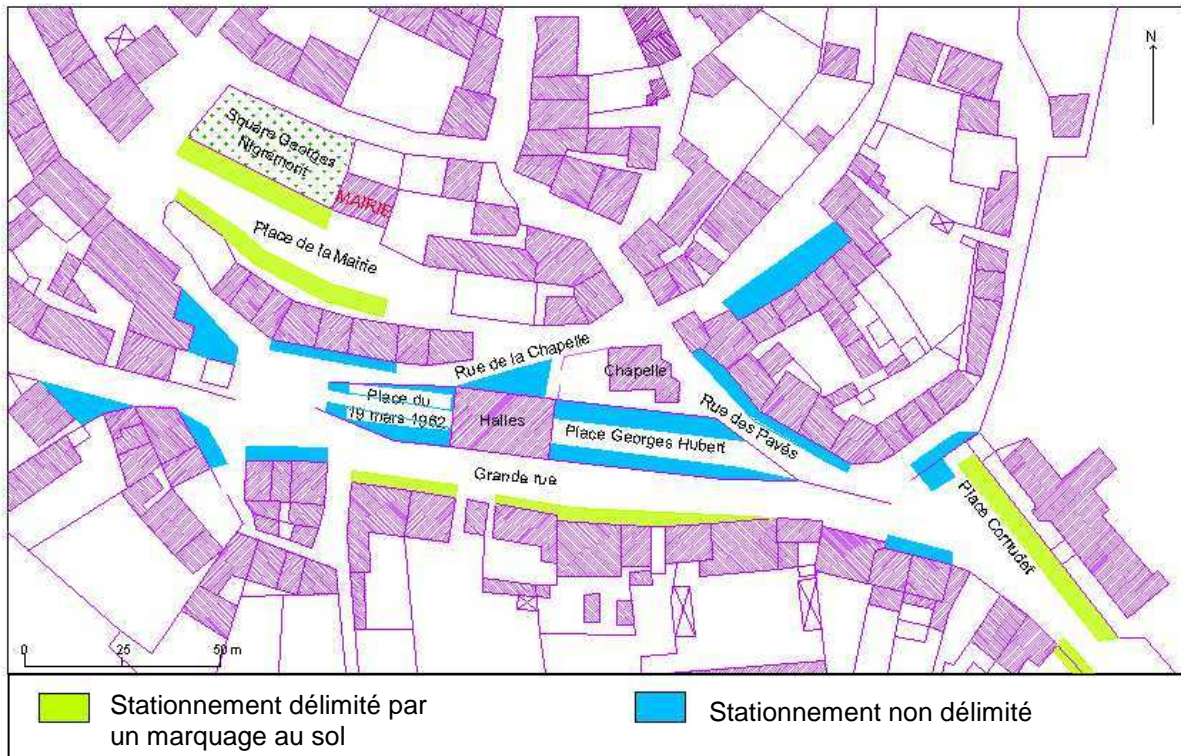 N
Square Georges
Nigremont
MAIRIE
Place de la Mairie
Rue de la Chapelle
Chapelle
Place du
19 mars 1962
Halles
Place Georges Hubert
Rue des Pavés
Grande rue
Place Cornudet
0 25 50 m
Stationnement délimité par
un marquage au sol
Stationnement non délimité